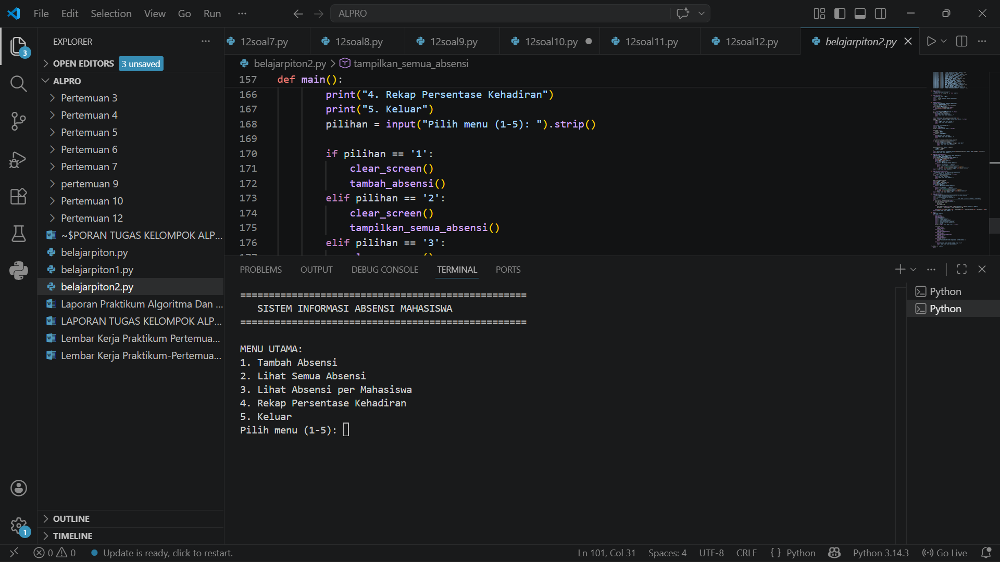 File Edit Selection View Go Run ···
ALPRO
EXPLORER
12soal7.py
12soal8.py
12soal9.py
12soal10.py
12soal11.py
12soal12.py
belajarpiton2.py
3
OPEN EDITORS 3 unsaved
ALPRO
Pertemuan 3
Pertemuan 4
Pertemuan 5
Pertemuan 6
Pertemuan 7
pertemuan 9
Pertemuan 10
Pertemuan 12
~$PORAN TUGAS KELOMPOK ALP...
belajarpiton.py
belajarpiton1.py
belajarpiton2.py
Laporan Praktikum Algoritma Dan ...
LAPORAN TUGAS KELOMPOK ALP...
Lembar Kerja Praktikum Pertemua...
Lembar Kerja Praktikum-Pertemua...
OUTLINE
TIMELINE
1
belajarpiton2.py > tampilkan_semua_absensi
157 def main():
166 print("4. Rekap Persentase Kehadiran")
167 print("5. Keluar")
168 pilihan = input("Pilih menu (1-5): ").strip()
169
170 if pilihan == '1':
171 clear_screen()
172 tambah_absensi()
173 elif pilihan == '2':
174 clear_screen()
175 tampilkan_semua_absensi()
176 elif pilihan == '3':
PROBLEMS OUTPUT DEBUG CONSOLE TERMINAL PORTS
==================================================
SISTEM INFORMASI ABSENSI MAHASISWA
==================================================
MENU UTAMA:
1. Tambah Absensi
2. Lihat Semua Absensi
3. Lihat Absensi per Mahasiswa
4. Rekap Persentase Kehadiran
5. Keluar
Pilih menu (1-5):
Python
Python
0 0 Update is ready, click to restart.
Ln 101, Col 31 Spaces: 4 UTF-8 CRLF { } Python Python 3.14.3 Go Live